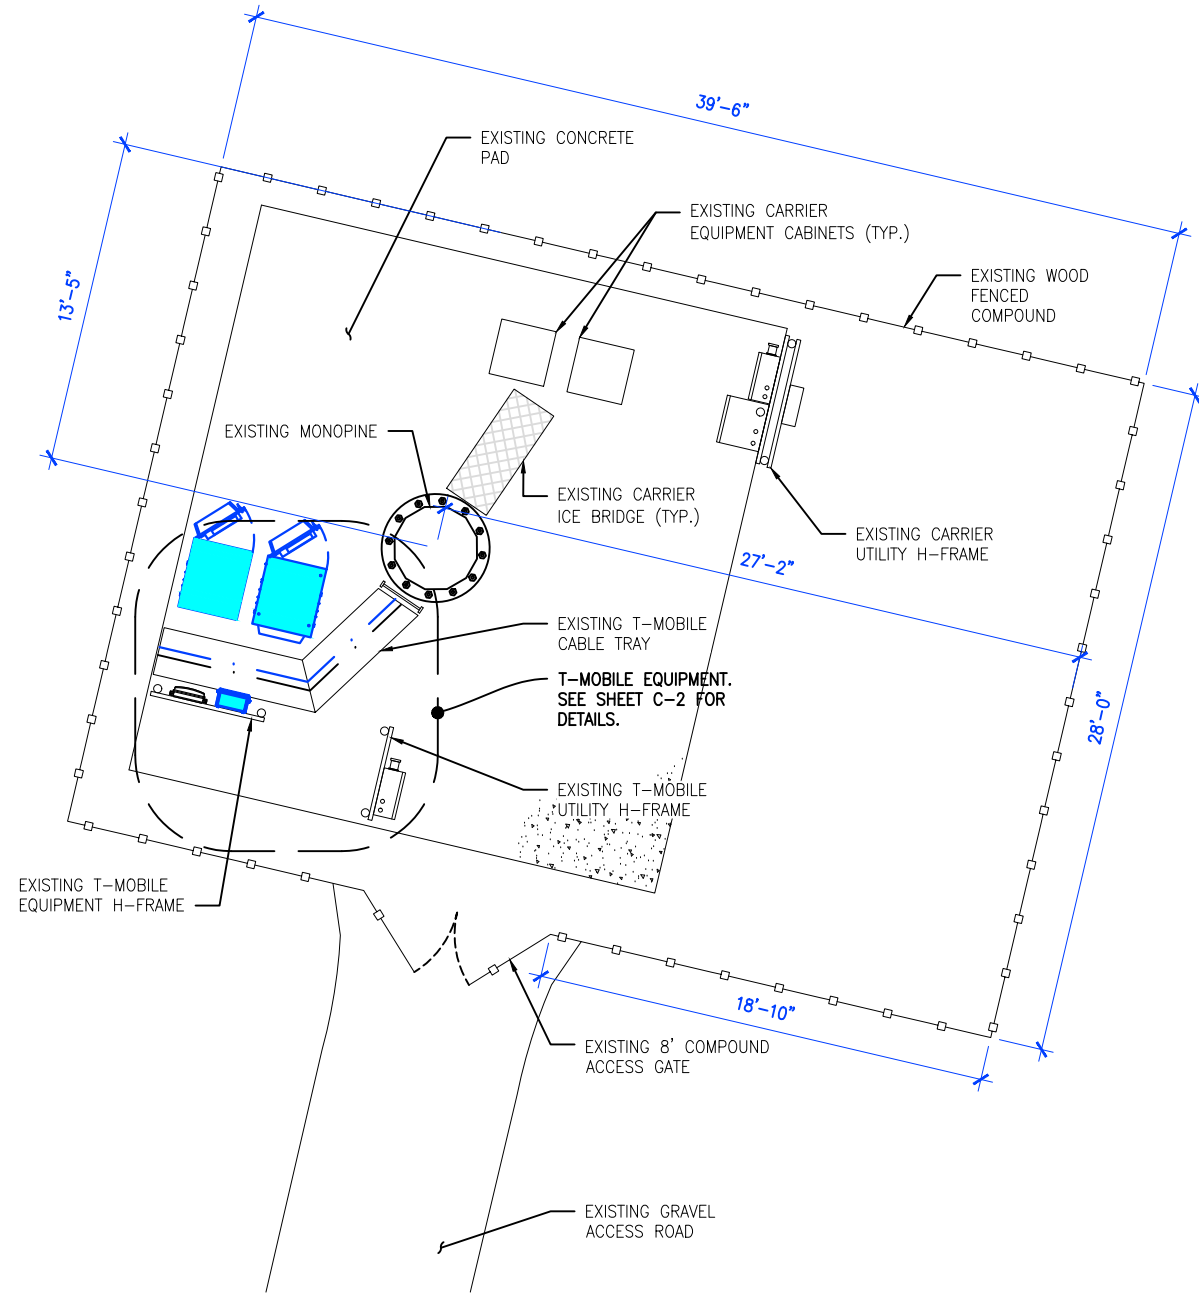 39'-6"
EXISTING CONCRETE
PAD
EXISTING CARRIER
EQUIPMENT CABINETS (TYP.)
EXISTING WOOD
FENCED
COMPOUND
13'-5"
EXISTING MONOPINE
EXISTING CARRIER
ICE BRIDGE (TYP.)
EXISTING CARRIER
UTILITY H-FRAME
27'-2"
EXISTING T-MOBILE
CABLE TRAY
T-MOBILE EQUIPMENT.
SEE SHEET C-2 FOR
DETAILS.
28'-0"
EXISTING T-MOBILE
UTILITY H-FRAME
EXISTING T-MOBILE
EQUIPMENT H-FRAME
18'-10"
EXISTING 8' COMPOUND
ACCESS GATE
EXISTING GRAVEL
ACCESS ROAD